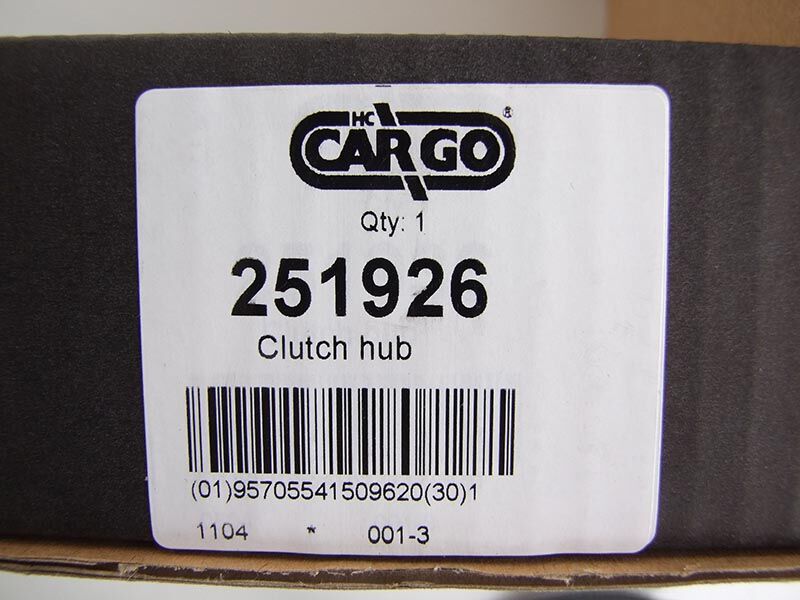 HC
CARGO®
Qty: 1
251926
Clutch hub
(01)95705541509620(30)1
1104 * 001-3